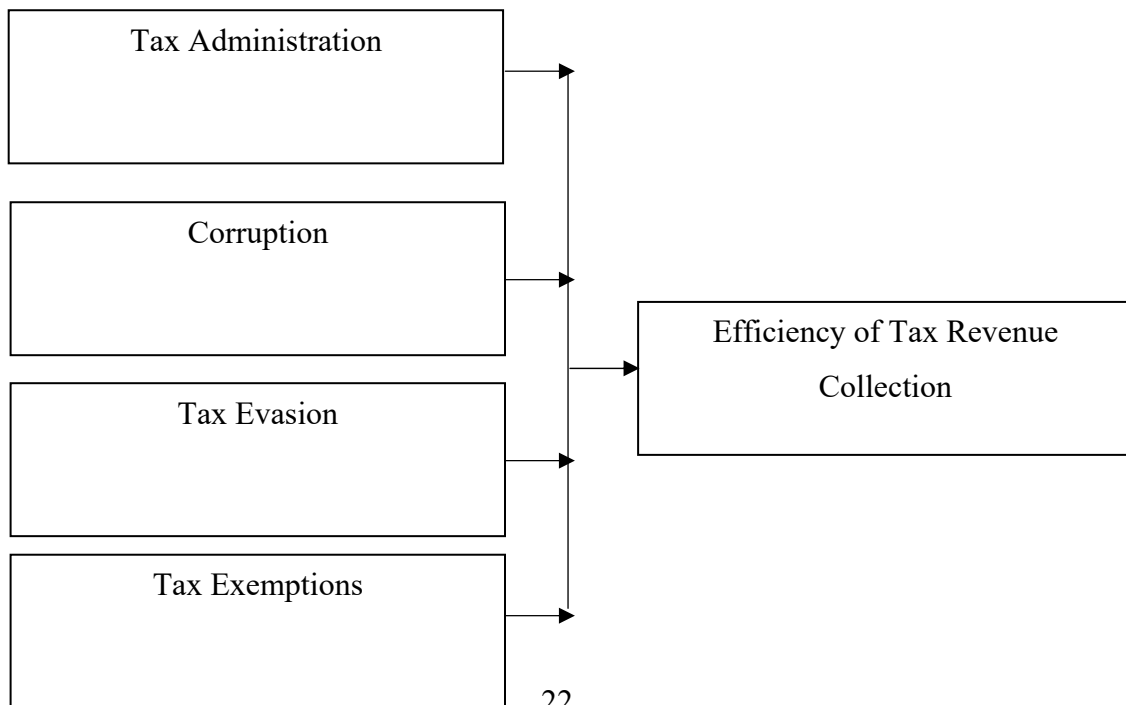 Tax Administration
Corruption
Efficiency of Tax Revenue
Collection
Tax Evasion
Tax Exemptions
22